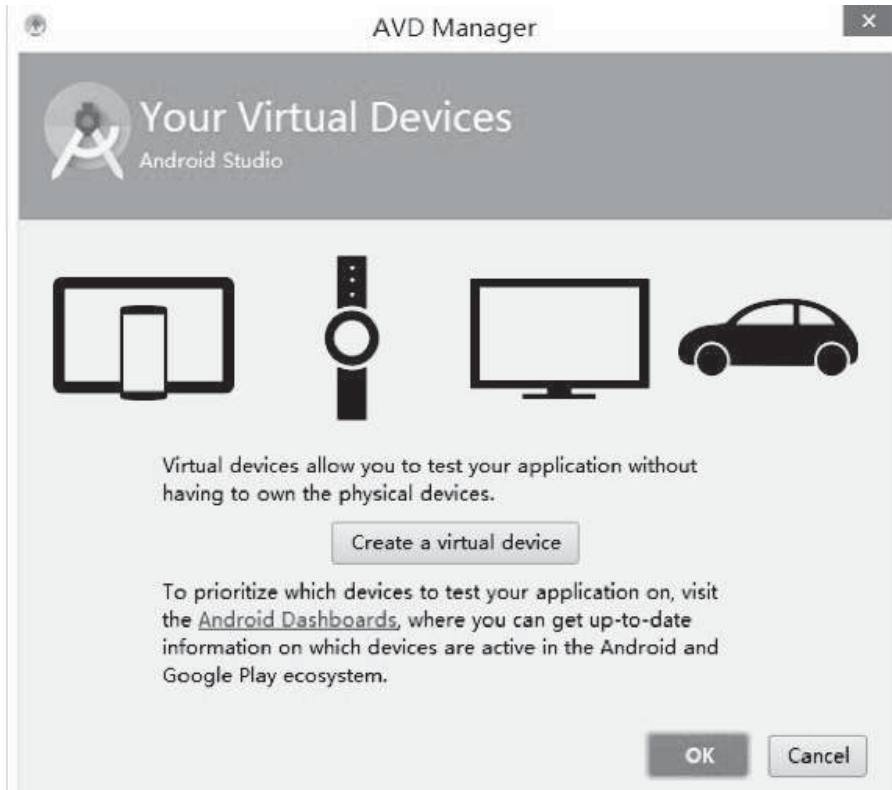 AVD Manager
Your Virtual Devices
Android Studio
Virtual devices allow you to test your application without
having to own the physical devices.
Create a virtual device
To prioritize which devices to test your application on, visit
the Android Dashboards, where you can get up-to-date
information on which devices are active in the Android and
Google Play ecosystem.
OK
Cancel